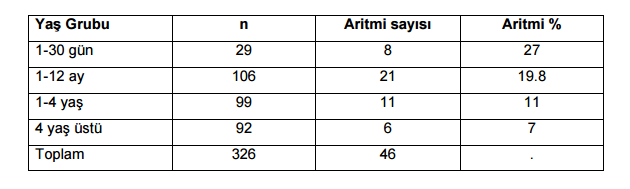 Yaş Grubu n Aritmi sayısı Aritmi %
1-30 gün 29 8 27
1-12 ay 106 21 19.8
1-4 yaş 99 11 11
4 yaş üstü 92 6 7
Toplam 326 46 .